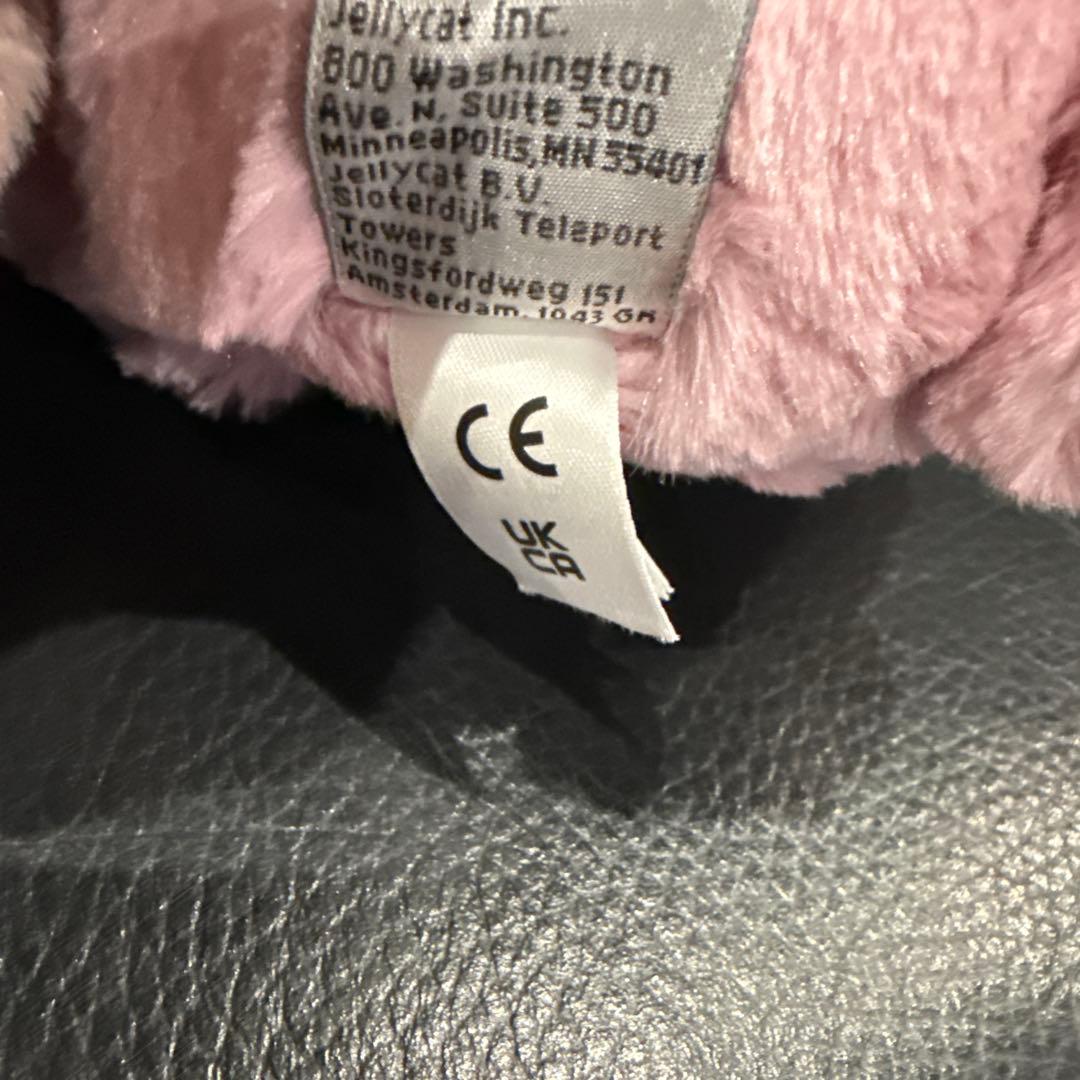 Jellycat Inc.
800 Washington
Ave. N, Suite 500
Minneapolis, MN 55401
Jellycat B.V.
Sloterdijk Teleport
Towers
Kingsfordweg 151
Amsterdam, 1043 GR
CE
UK
CA